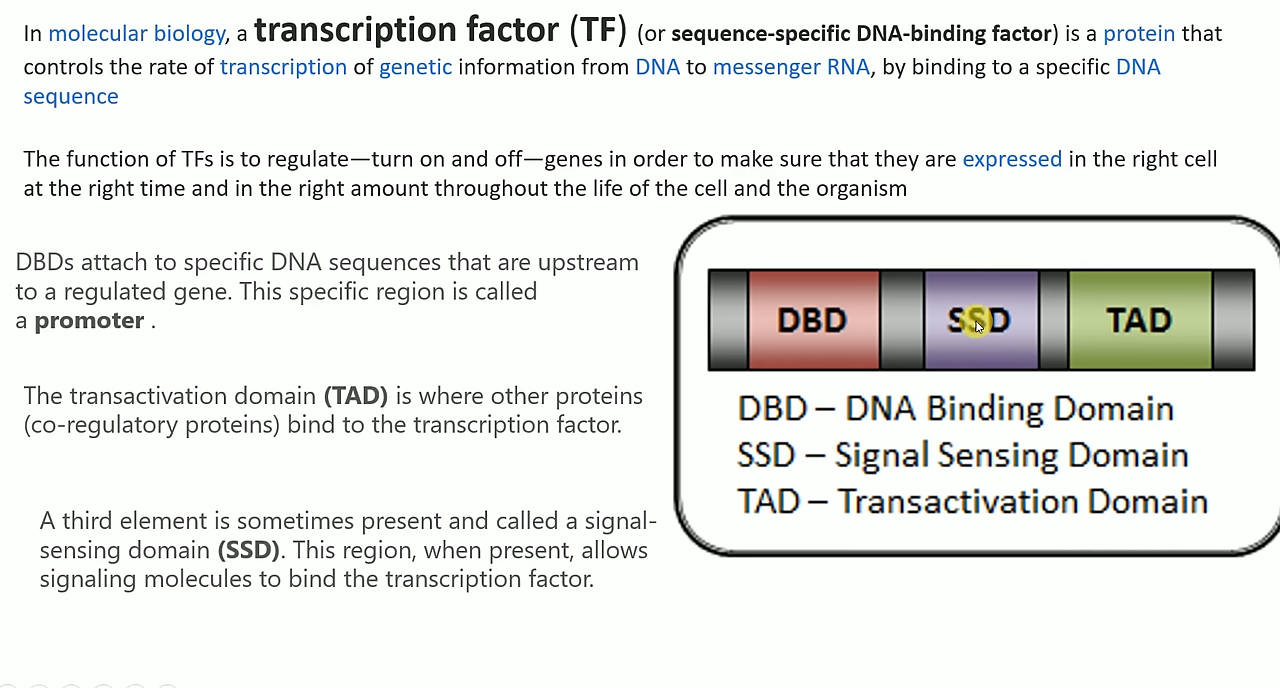 In molecular biology, a transcription factor (TF) (or sequence-specific DNA-binding factor) is a protein that
controls the rate of transcription of genetic information from DNA to messenger RNA, by binding to a specific DNA
sequence
The function of TFs is to regulate—turn on and off—genes in order to make sure that they are expressed in the right cell
at the right time and in the right amount throughout the life of the cell and the organism
DBDs attach to specific DNA sequences that are upstream
to a regulated gene. This specific region is called
a promoter .
The transactivation domain (TAD) is where other proteins
(co-regulatory proteins) bind to the transcription factor.
A third element is sometimes present and called a signal-
sensing domain (SSD). This region, when present, allows
signaling molecules to bind the transcription factor.
DBD SSD TAD
DBD – DNA Binding Domain
SSD – Signal Sensing Domain
TAD – Transactivation Domain